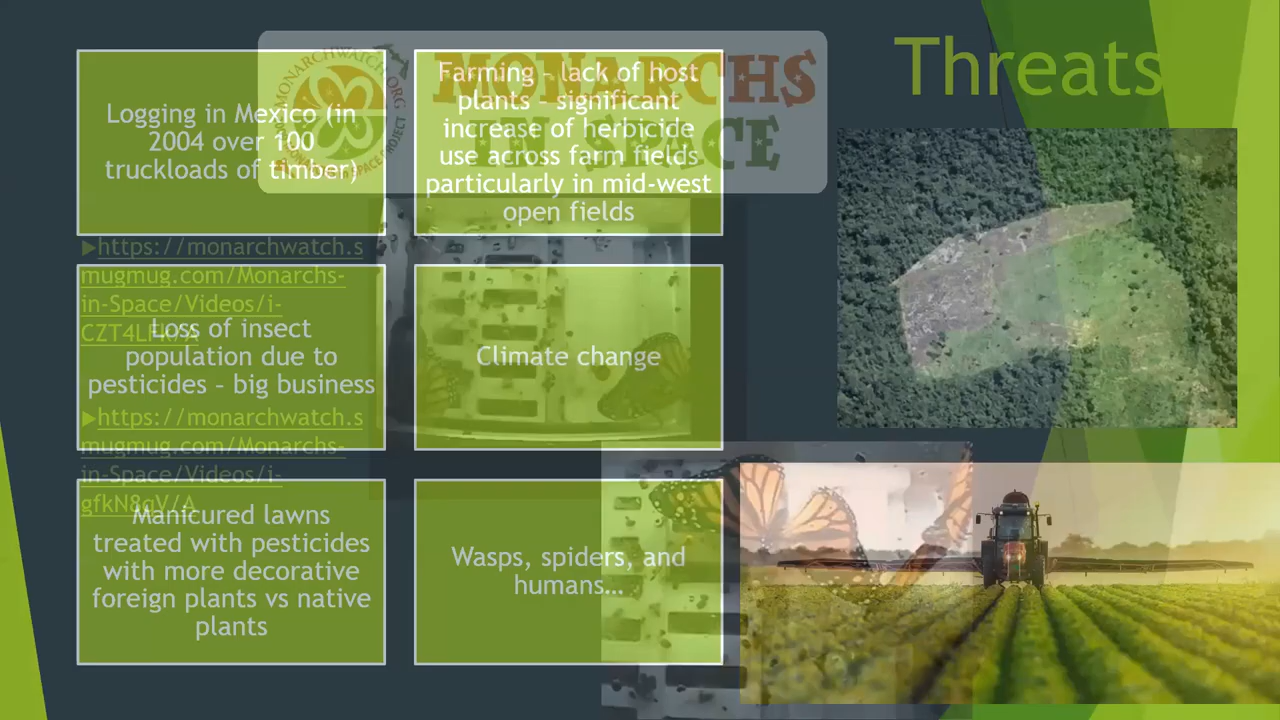 Threats
MONARCHS
IN SPACE
MONARCHWATCH.ORG
Logging in Mexico (in
2004 over 100
truckloads of timber)
Farming – lack of host
plants – significant
increase of herbicide
use across farm fields
particularly in mid-west
open fields
https://monarchwatch.s
mugmug.com/Monarchs-
in-Space/Videos/i-
Loss of insect
population due to
pesticides – big business
Climate change
https://monarchwatch.s
mugmug.com/Monarchs-
in-Space/Videos/i-
gfkN8qV/A
Manicured lawns
treated with pesticides
with more decorative
foreign plants vs native
plants
Wasps, spiders, and
humans…